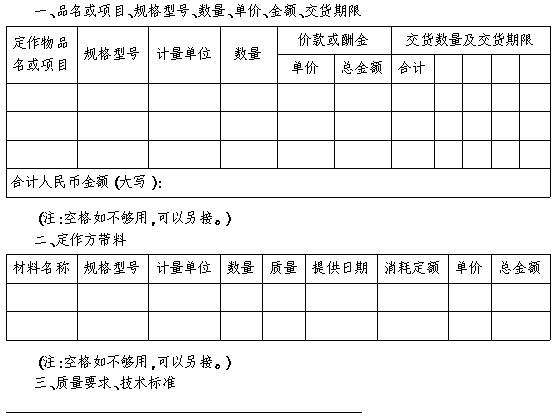 一、品名或项目、规格型号、数量、单价、金额、交货期限
定作物品名或项目 规格型号 计量单位 数量 价款或酬金 交货数量及交货期限
单价 总金额 合计
合计人民币金额(大写):
(注:空格如不够用,可以另接。)
二、定作方带料
材料名称 规格型号 计量单位 数量 质量 提供日期 消耗定额 单价 总金额
(注:空格如不够用,可以另接。)
三、质量要求、技术标准